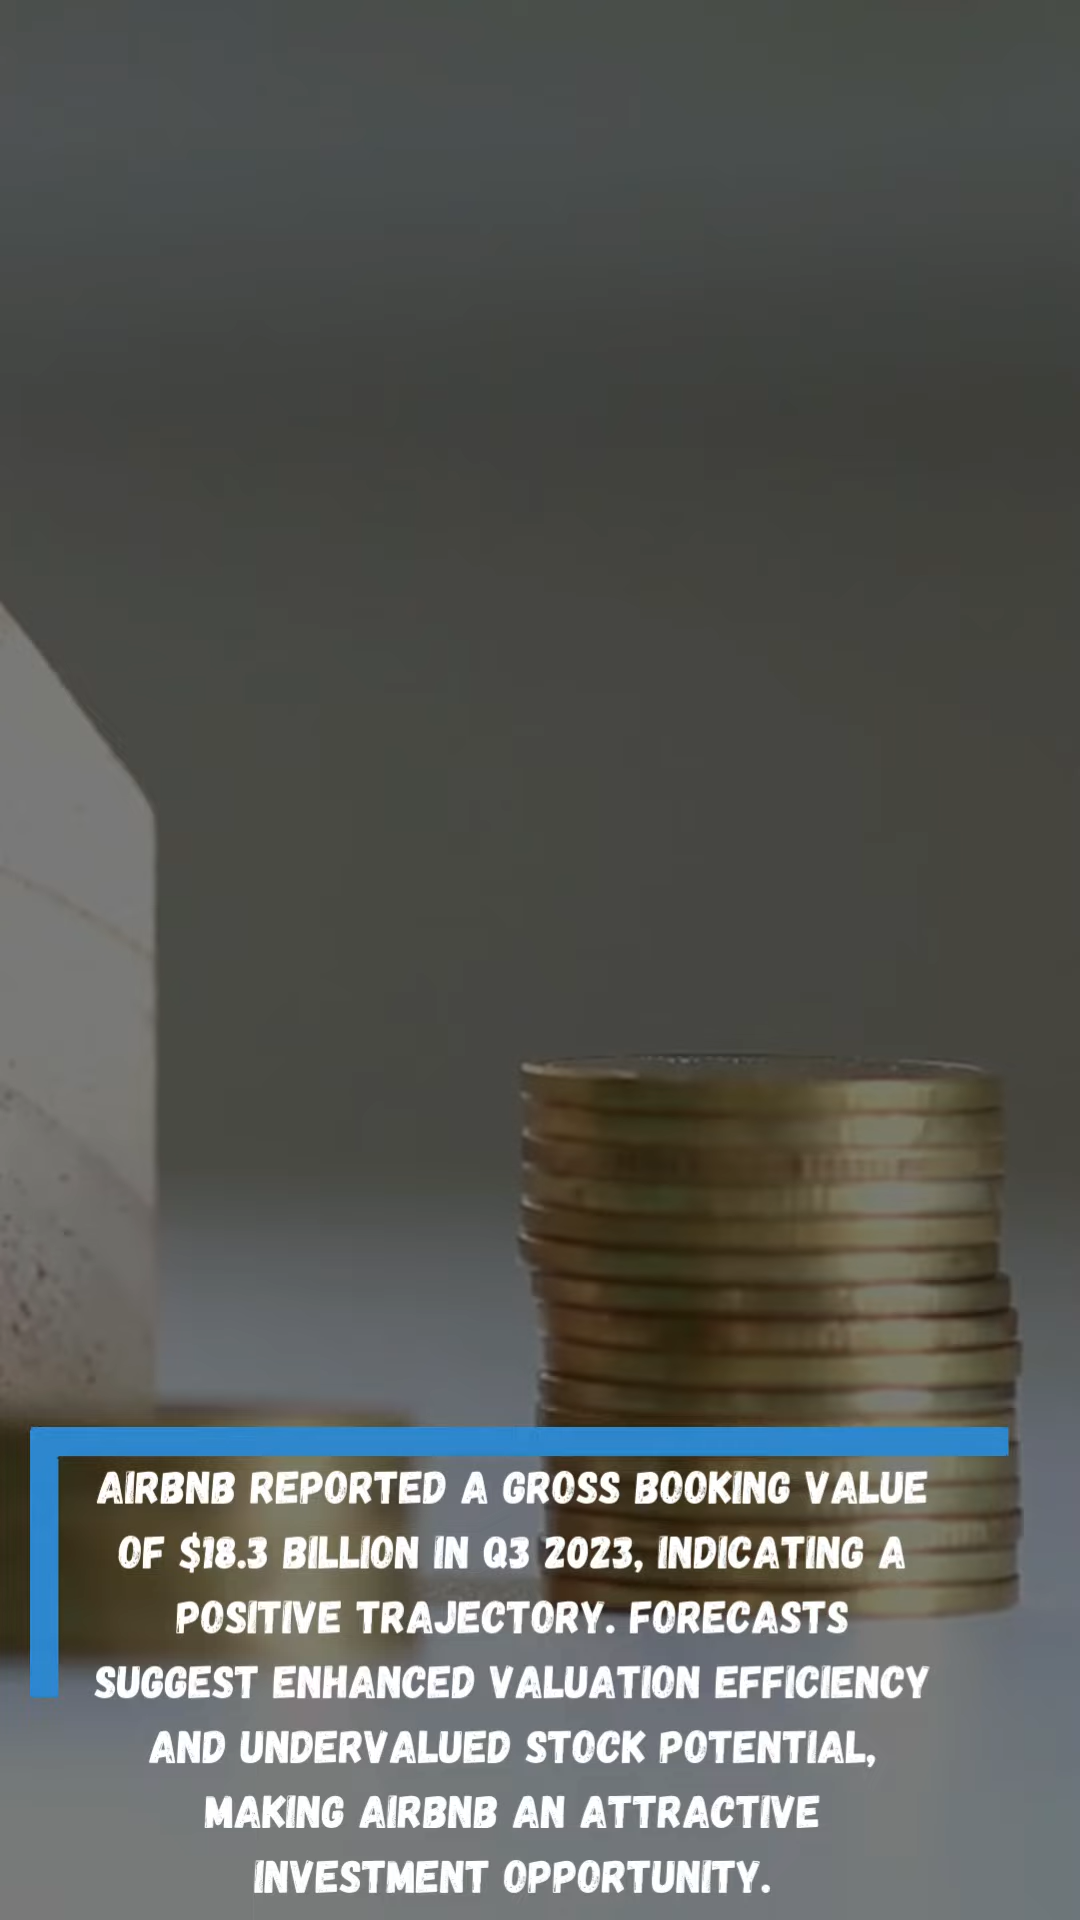 AIRBNB REPORTED A GROSS BOOKING VALUE
OF $18.3 BILLION IN Q3 2023, INDICATING A
POSITIVE TRAJECTORY. FORECASTS
SUGGEST ENHANCED VALUATION EFFICIENCY
AND UNDERVALUED STOCK POTENTIAL,
MAKING AIRBNB AN ATTRACTIVE
INVESTMENT OPPORTUNITY.